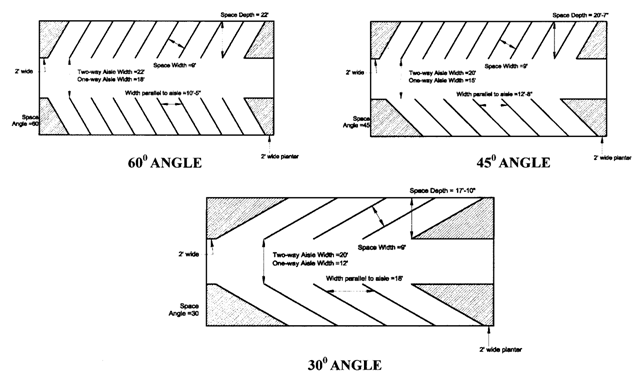 Space Depth = 22'
2' wide
Space Width =9'
Two-way Aisle Width =22'
One-way Aisle Width =18'
Width parallel to aisle =10'-5"
Space
Angle =60
2' wide planter
60⁰ ANGLE
Space Depth = 20'-7"
2' wide
Space Width =9'
Two-way Aisle Width =20'
One-way Aisle Width =15'
Width parallel to aisle =12'-8"
Space
Angle =45
2' wide planter
45⁰ ANGLE
Space Depth = 17'-10"
2' wide
Space Width =9'
Two-way Aisle Width =20'
One-way Aisle Width =12'
Width parallel to aisle =18'
Space
Angle =30
2' wide planter
30⁰ ANGLE